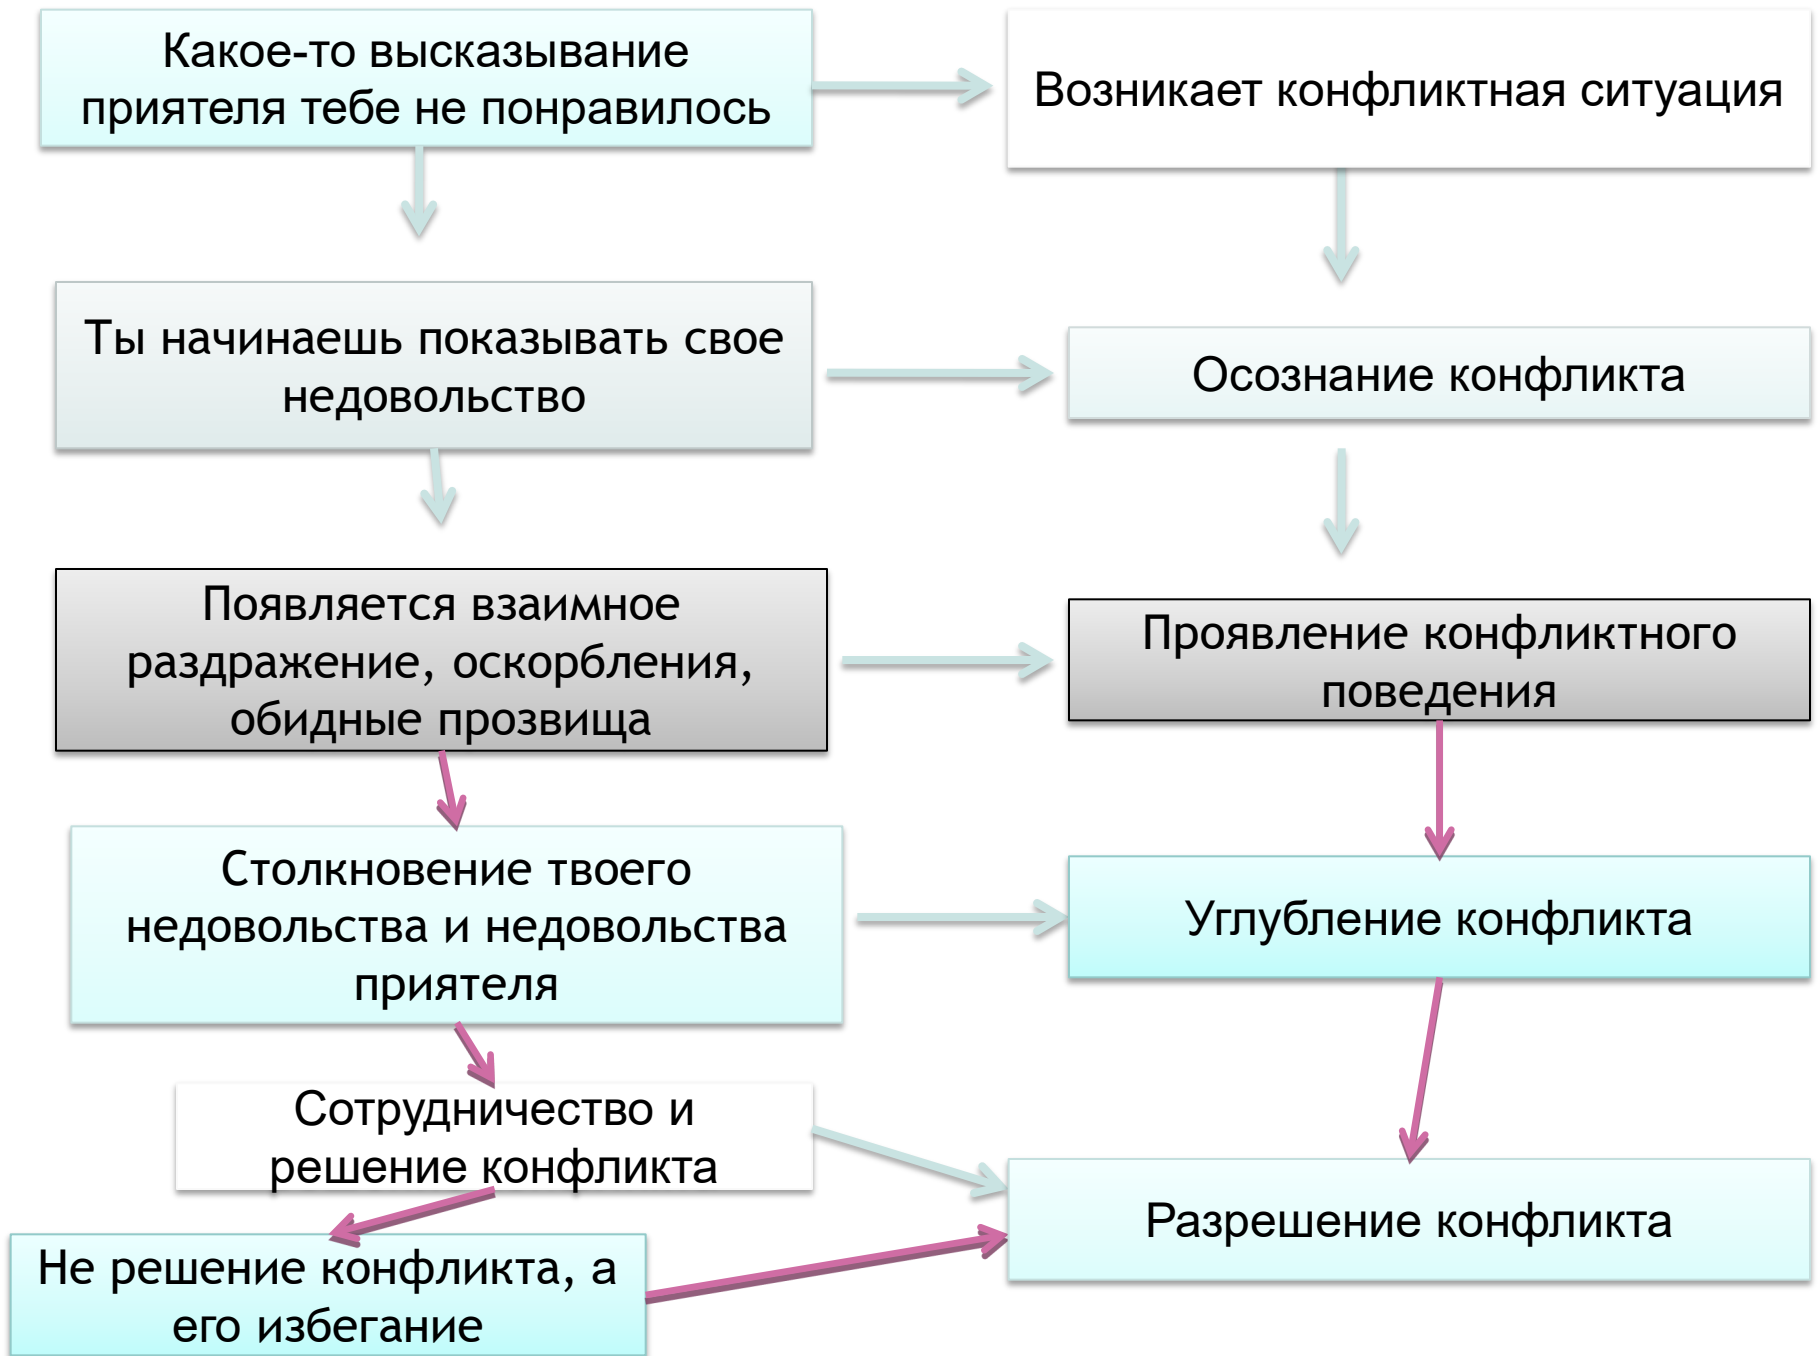 Какое-то высказывание
приятеля тебе не понравилось
Возникает конфликтная ситуация
Ты начинаешь показывать свое
недовольство
Осознание конфликта
Появляется взаимное
раздражение, оскорбления,
обидные прозвища
Проявление конфликтного
поведения
Столкновение твоего
недовольства и недовольства
приятеля
Углубление конфликта
Сотрудничество и
решение конфликта
Разрешение конфликта
Не решение конфликта, а
его избегание